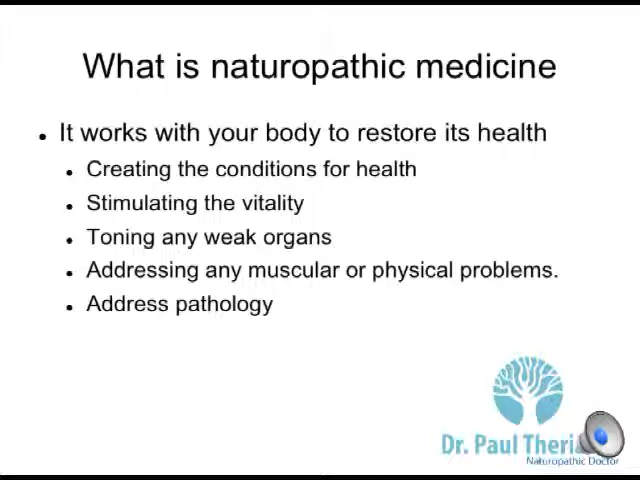 What is naturopathic medicine
It works with your body to restore its health
Creating the conditions for health
Stimulating the vitality
Toning any weak organs
Addressing any muscular or physical problems.
Address pathology
Dr. Paul
Naturopathic Doctor